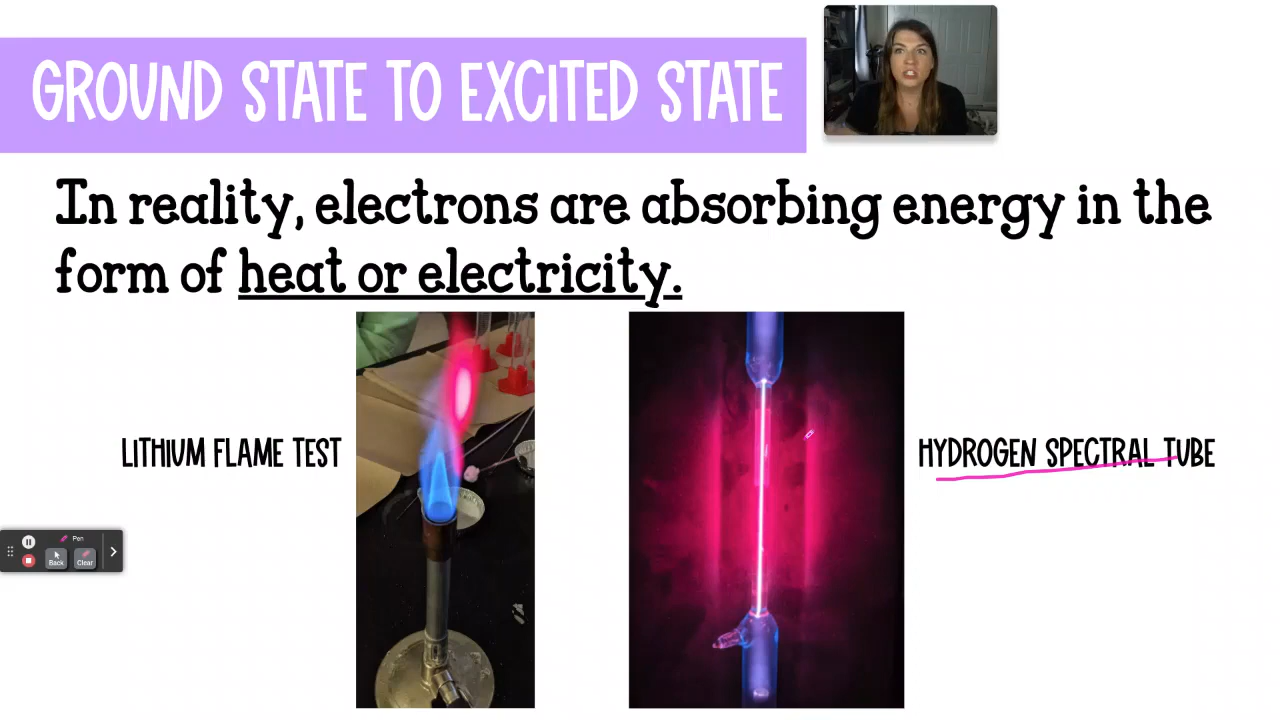 GROUND STATE TO EXCITED STATE
In reality, electrons are absorbing energy in the
form of heat or electricity.
LITHIUM FLAME TEST
HYDROGEN SPECTRAL TUBE
Pen
Back
Clear